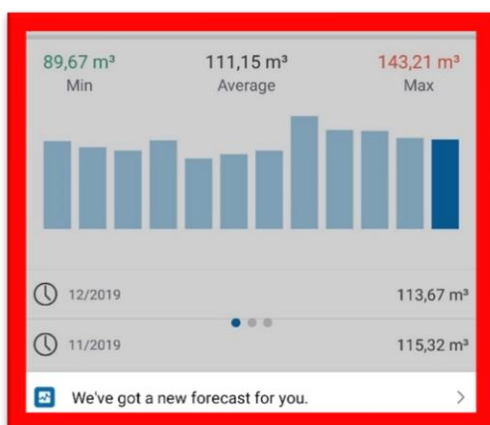 89,67 m³ 111,15 m³ 143,21 m³
Min Average Max
12/2019 113,67 m³
11/2019 115,32 m³
We've got a new forecast for you.